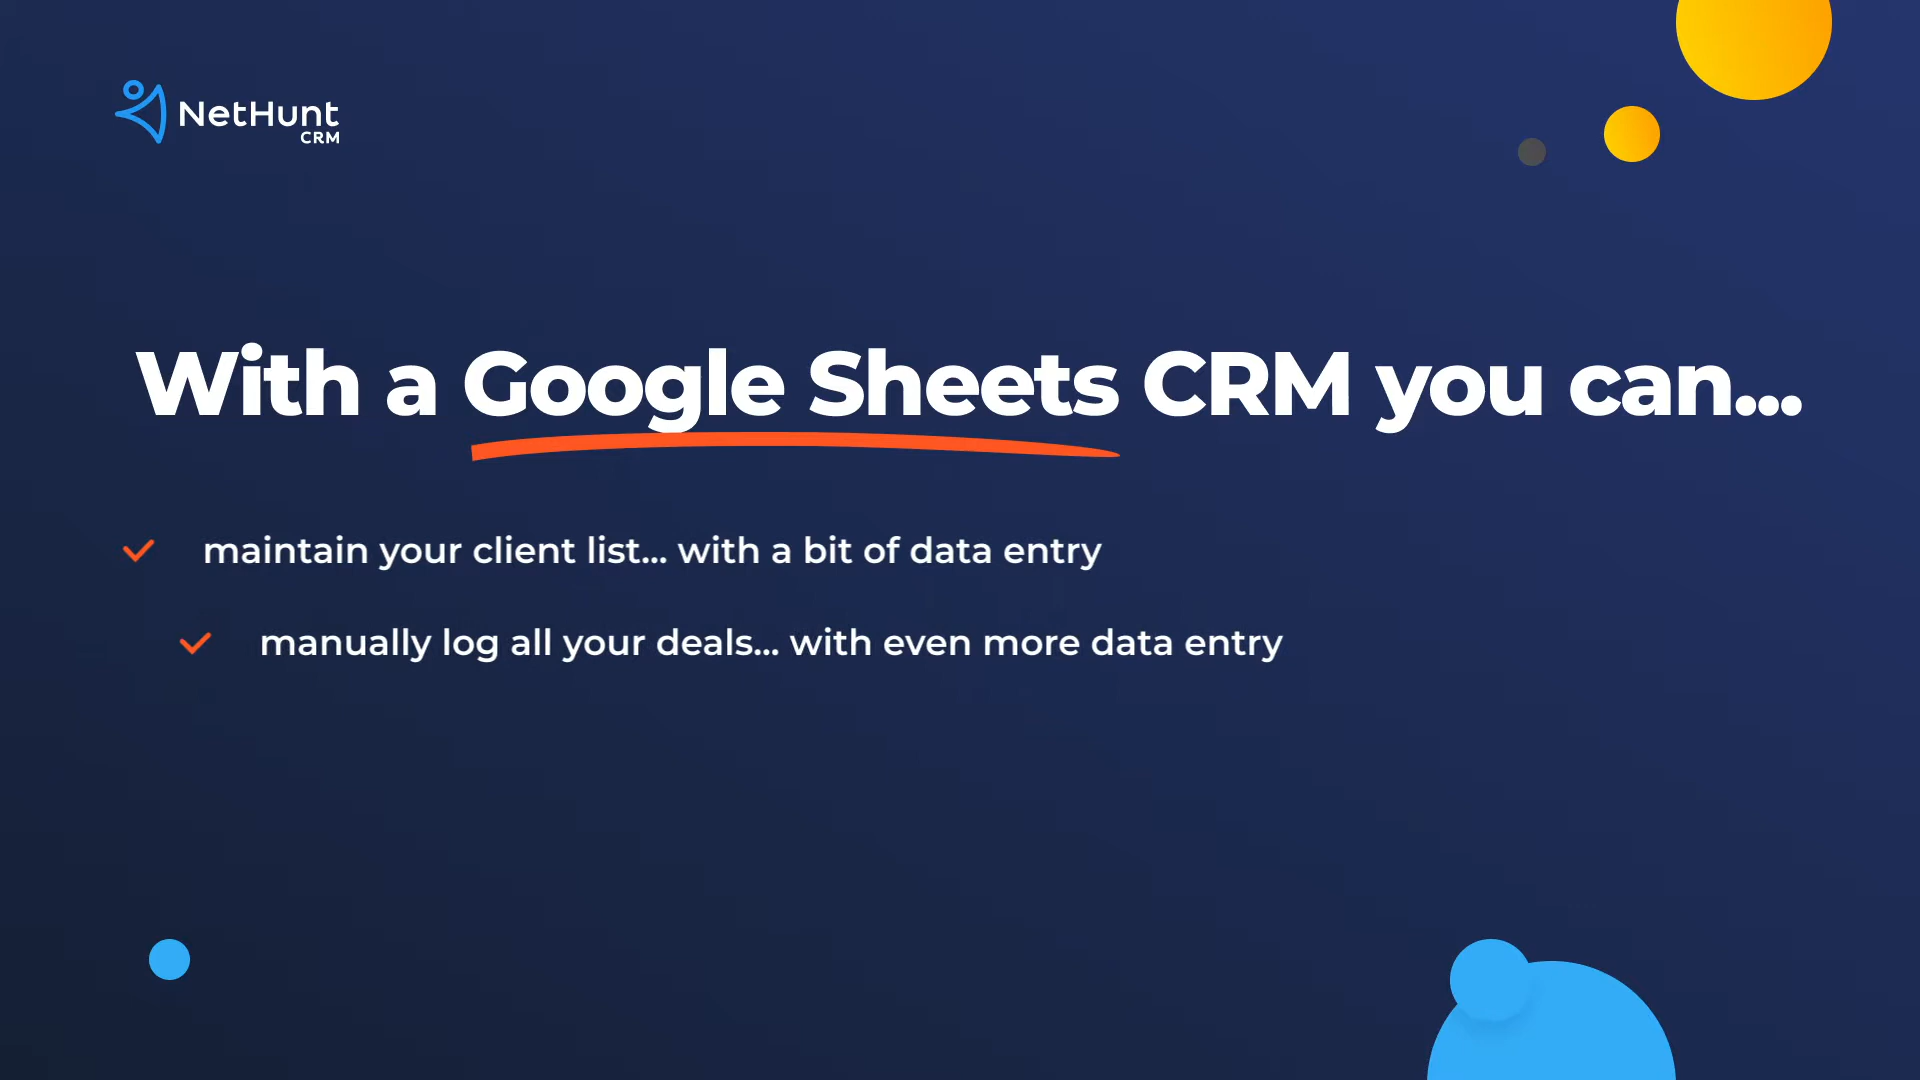 NetHunt
CRM
With a Google Sheets CRM you can...
maintain your client list... with a bit of data entry
manually log all your deals... with even more data entry